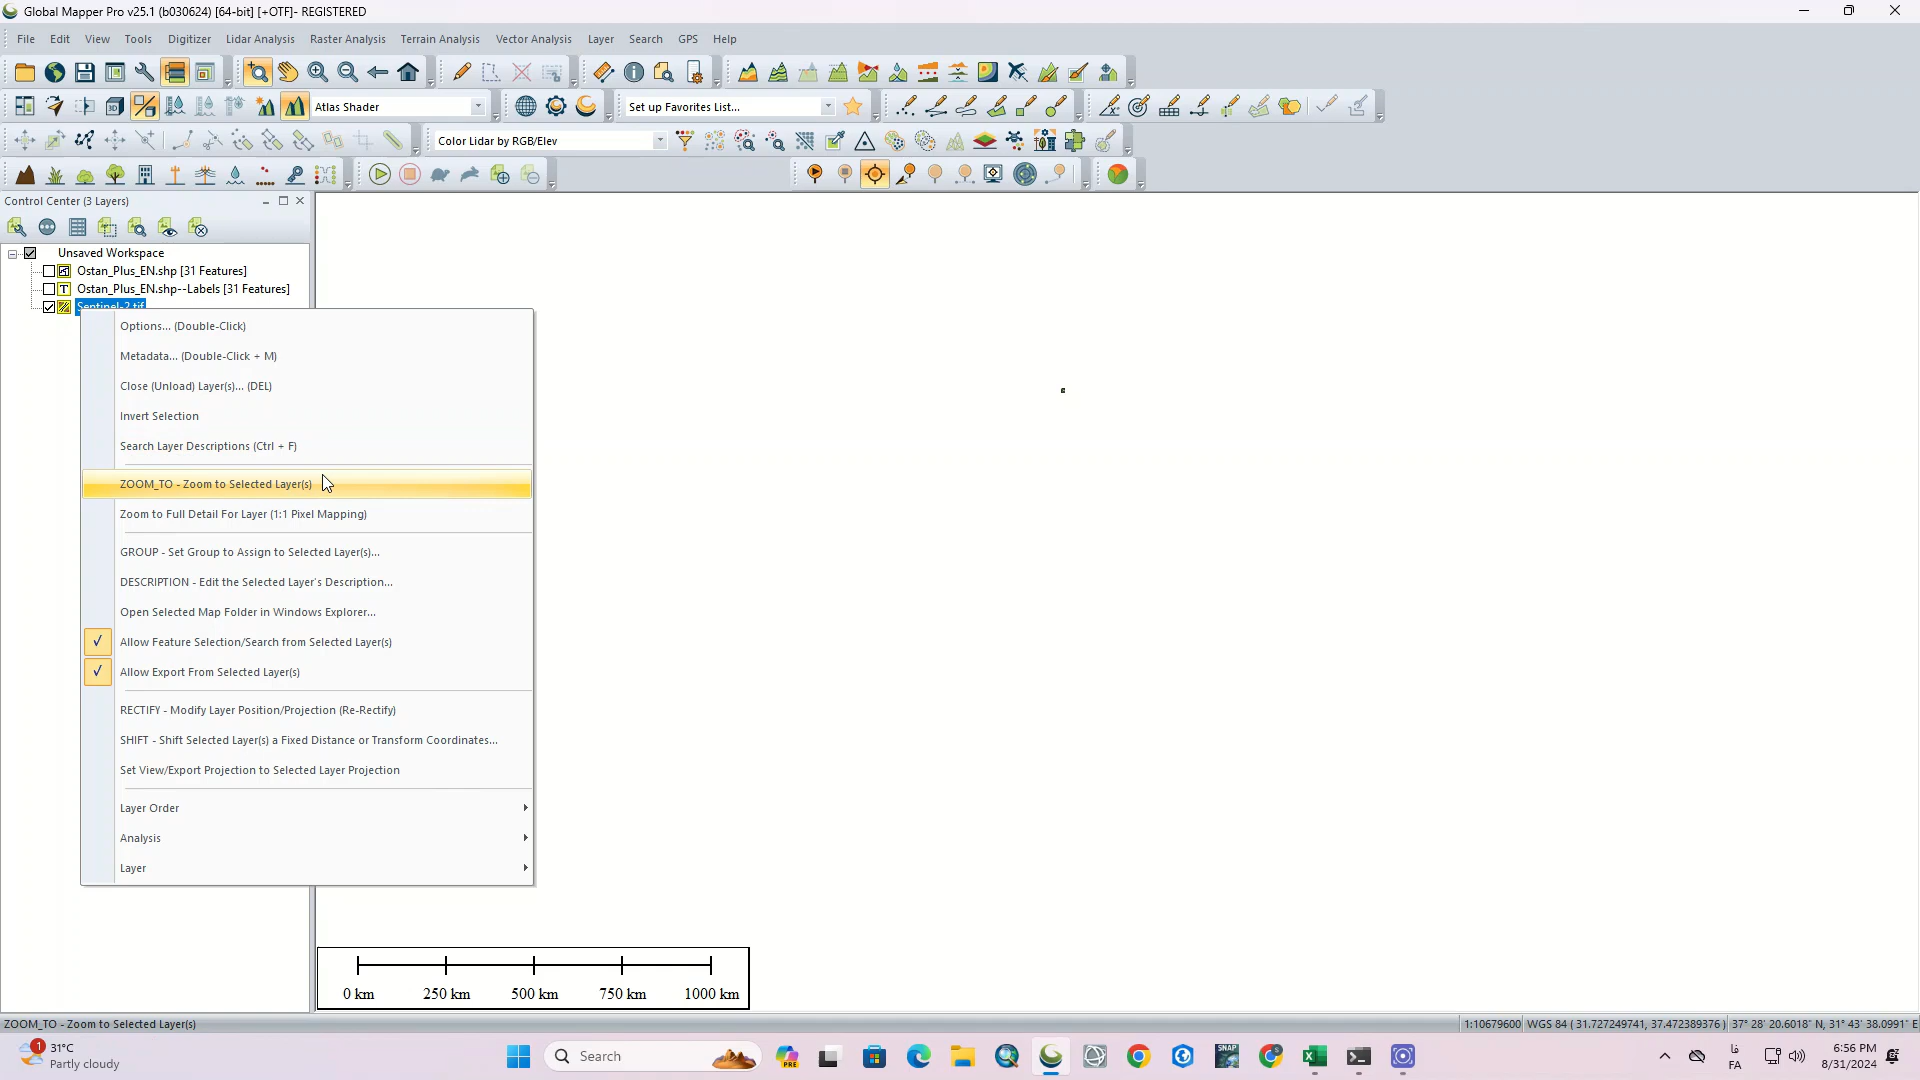 Global Mapper Pro v25.1 (b030624) [64-bit] [+OTF]- REGISTERED
File Edit View Tools Digitizer Lidar Analysis Raster Analysis Terrain Analysis Vector Analysis Layer Search GPS Help
Atlas Shader
Set up Favorites List...
Color Lidar by RGB/Elev
Control Center (3 Layers)
Unsaved Workspace
Ostan_Plus_EN.shp [31 Features]
Ostan_Plus_EN.shp--Labels [31 Features]
Sentinel-2.tif
Options... (Double-Click)
Metadata... (Double-Click + M)
Close (Unload) Layer(s)... (DEL)
Invert Selection
Search Layer Descriptions (Ctrl + F)
ZOOM_TO - Zoom to Selected Layer(s)
Zoom to Full Detail For Layer (1:1 Pixel Mapping)
GROUP - Set Group to Assign to Selected Layer(s)...
DESCRIPTION - Edit the Selected Layer's Description...
Open Selected Map Folder in Windows Explorer...
Allow Feature Selection/Search from Selected Layer(s)
Allow Export From Selected Layer(s)
RECTIFY - Modify Layer Position/Projection (Re-Rectify)
SHIFT - Shift Selected Layer(s) a Fixed Distance or Transform Coordinates...
Set View/Export Projection to Selected Layer Projection
Layer Order
Analysis
Layer
0 km 250 km 500 km 750 km 1000 km
ZOOM_TO - Zoom to Selected Layer(s)
1:10679600 WGS 84 ( 31.727249741, 37.472389376 ) 37° 28' 20.6018" N, 31° 43' 38.0991" E
1
31°C
Partly cloudy
Search
PRE
SNAP
فا
FA
6:56 PM
8/31/2024